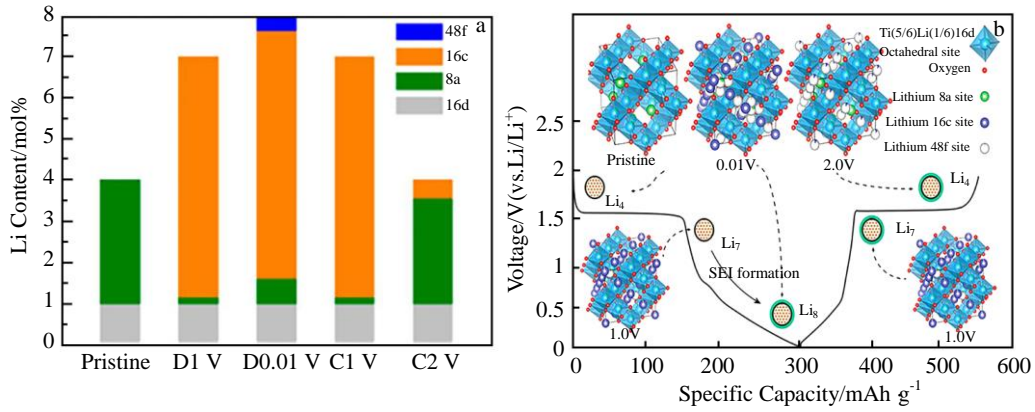 a
48f
16c
8a
16d
Li Content/mol%
8
7
6
5
4
3
2
1
0
Pristine
D1 V
D0.01 V
C1 V
C2 V
b
Ti(5/6)Li(1/6)16d
Octahedral site
Oxygen
Lithium 8a site
Lithium 16c site
Lithium 48f site
Pristine
0.01V
2.0V
Voltage/V(vs.Li/Li+)
2.5
2
1.5
1
0.5
0
Li4
Li4
Li7
Li7
SEI formation
Li8
1.0V
1.0V
0
100
200
300
400
500
600
Specific Capacity/mAh·g-1